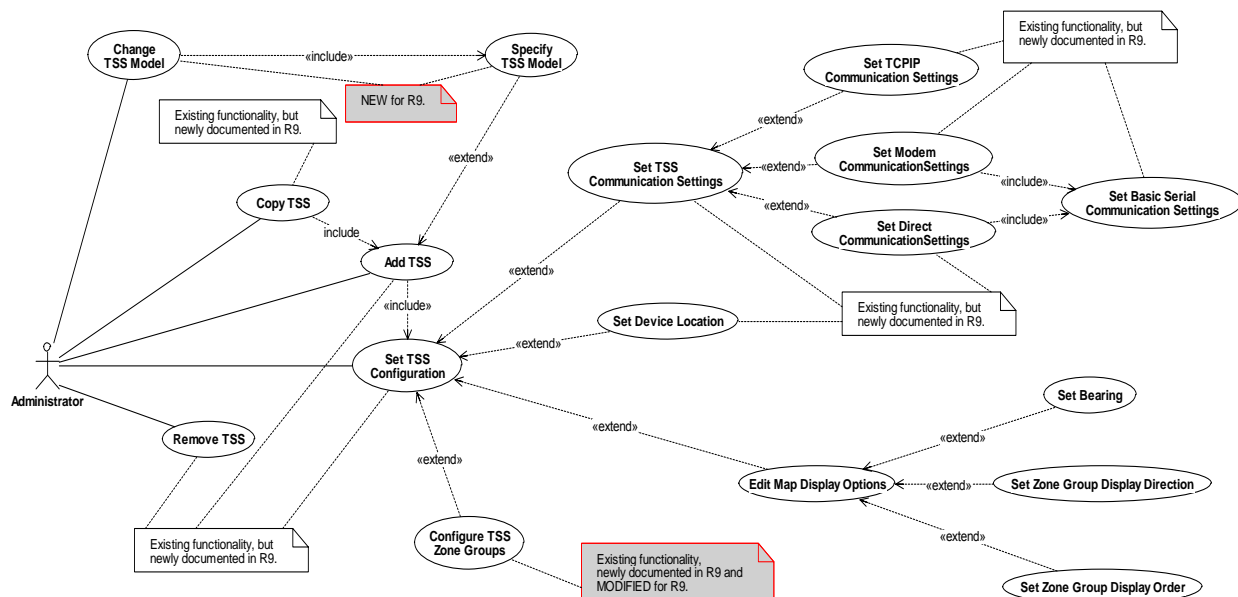 Change
TSS Model
«include»
Specify
TSS Model
NEW for R9.
Existing functionality, but
newly documented in R9.
Existing functionality, but
newly documented in R9.
Set TCPIP
Communication Settings
«extend»
«extend»
Set Modem
CommunicationSettings
«extend»
Set TSS
Communication Settings
«include»
Set Basic Serial
Communication Settings
Copy TSS
include
«extend»
Set Direct
CommunicationSettings
«include»
Add TSS
«extend»
«include»
Existing functionality, but
newly documented in R9.
Set Device Location
«extend»
Set TSS
Configuration
Administrator
Set Bearing
Remove TSS
«extend»
«extend»
«extend»
Edit Map Display Options
«extend»
Set Zone Group Display Direction
Existing functionality, but
newly documented in R9.
Configure TSS
Zone Groups
«extend»
Existing functionality,
newly documented in R9 and
MODIFIED for R9.
Set Zone Group Display Order